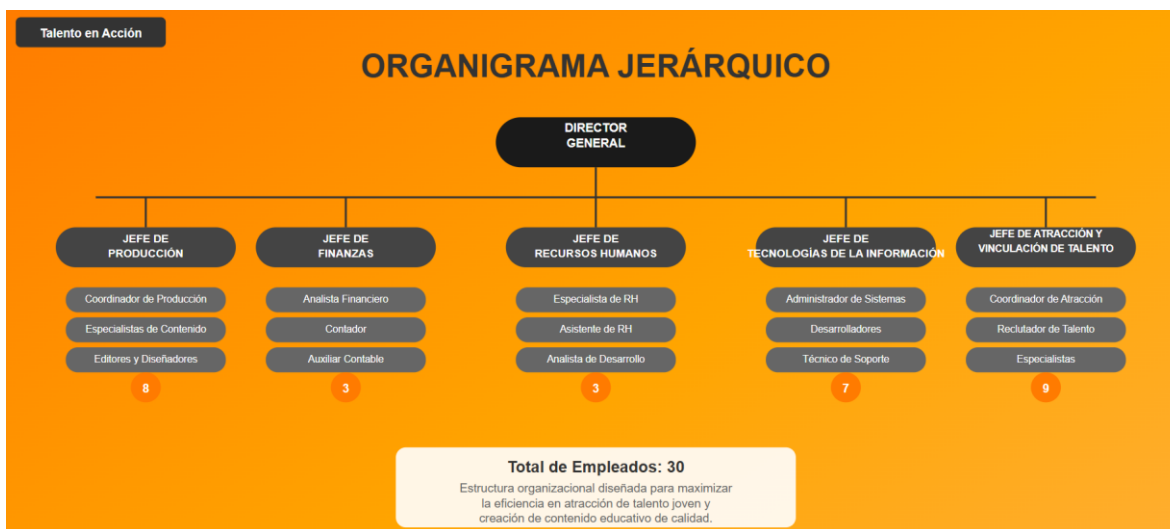 Talento en Acción
ORGANIGRAMA JERÁRQUICO
DIRECTOR
GENERAL
JEFE DE
PRODUCCIÓN
JEFE DE
FINANZAS
JEFE DE
RECURSOS HUMANOS
JEFE DE
TECNOLOGÍAS DE LA INFORMACIÓN
JEFE DE ATRACCIÓN Y
VINCULACIÓN DE TALENTO
Coordinador de Producción
Especialistas de Contenido
Editores y Diseñadores
8
Analista Financiero
Contador
Auxiliar Contable
3
Especialista de RH
Asistente de RH
Analista de Desarrollo
3
Administrador de Sistemas
Desarrolladores
Técnico de Soporte
7
Coordinador de Atracción
Reclutador de Talento
Especialistas
9
Total de Empleados: 30
Estructura organizacional diseñada para maximizar
la eficiencia en atracción de talento joven y
creación de contenido educativo de calidad.